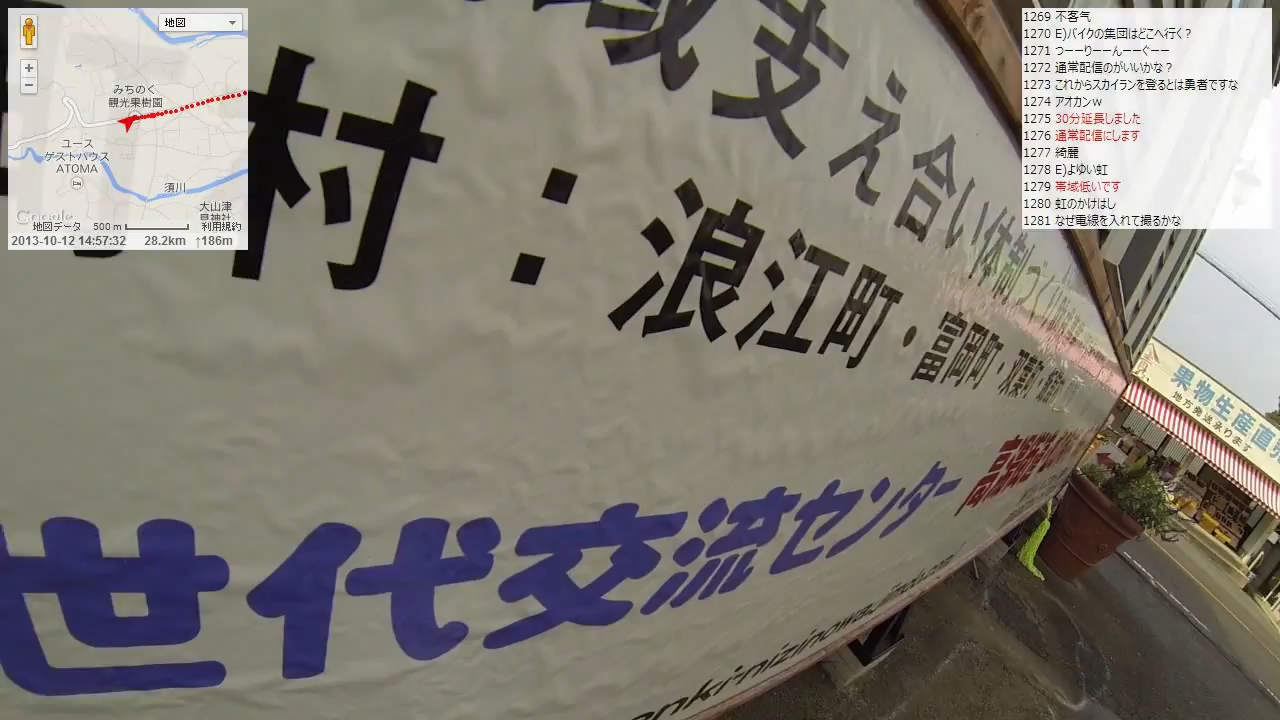 地図
みちのく
観光果樹園
ユース
ゲストハウス
ATOMA
須川
大山津
見神社
Google
地図データ 500 m 利用規約
2013-10-12 14:57:32 28.2km ↑186m
1269 不客气
1270 E)バイクの集団はどこへ行く?
1271 つーーりーーんーーぐーー
1272 通常配信のがいいかな?
1273 これからスカイランを登るとは勇者ですな
1274 アオカンw
1275 30分延長しました
1276 通常配信にします
1277 綺麗
1278 E)よゆい虹
1279 帯域低いです
1280 虹のかけはし
1281 なぜ電線を入れて撮るかな
域支え合い体制づくり
村:浪江町・富岡町・双葉町
世代交流センター
果物生産直売
地方発送承ります